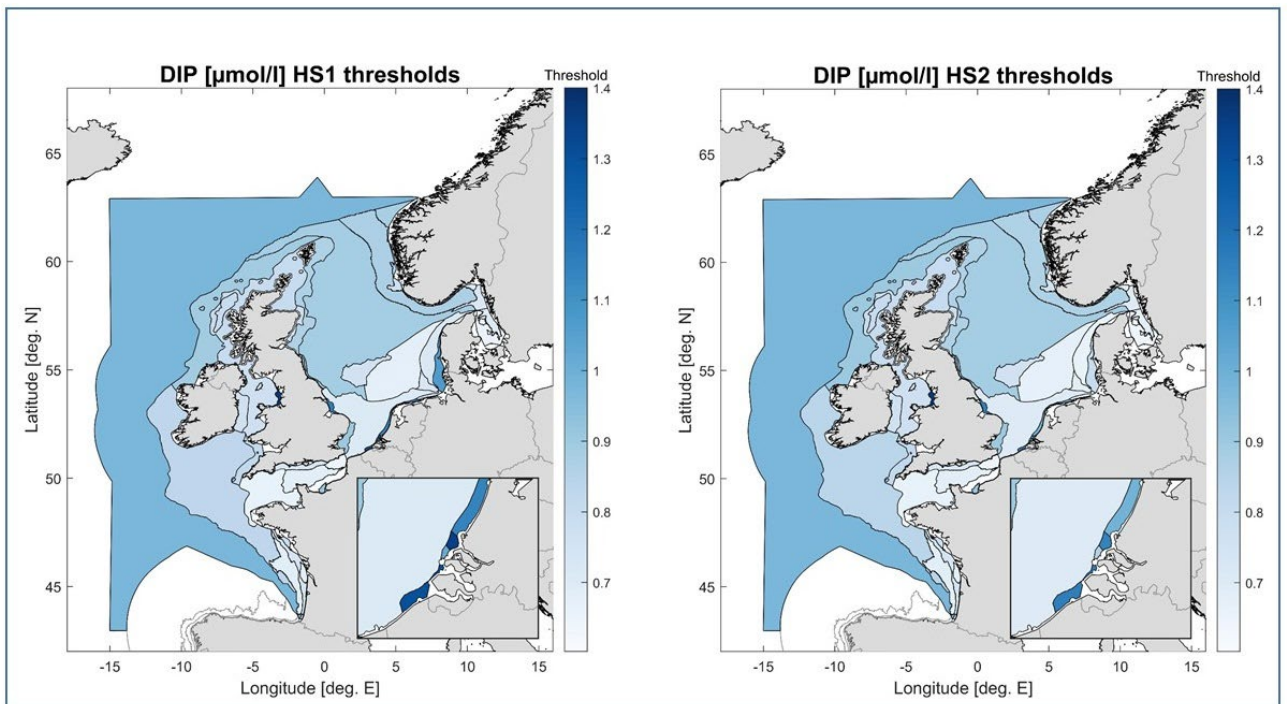 DIP [µmol/l] HS1 thresholds
Threshold
1.4
1.3
1.2
1.1
1
0.9
0.8
0.7
65
60
55
50
45
Latitude [deg. N]
-15 -10 -5 0 5 10 15
Longitude [deg. E]
DIP [µmol/l] HS2 thresholds
Threshold
1.4
1.3
1.2
1.1
1
0.9
0.8
0.7
65
60
55
50
45
Latitude [deg. N]
-15 -10 -5 0 5 10 15
Longitude [deg. E]